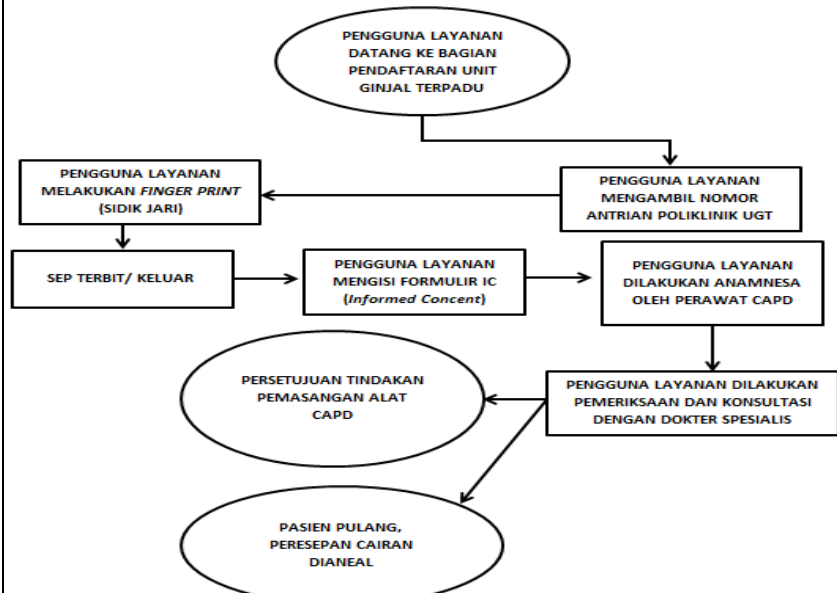 PENGGUNA LAYANAN
DATANG KE BAGIAN
PENDAFTARAN UNIT
GINJAL TERPADU
PENGGUNA LAYANAN
MENGAMBIL NOMOR
ANTRIAN POLIKLINIK UGT
PENGGUNA LAYANAN
MELAKUKAN FINGER PRINT
(SIDIK JARI)
SEP TERBIT/ KELUAR
PENGGUNA LAYANAN
MENGISI FORMULIR IC
(Informed Concent)
PENGGUNA LAYANAN
DILAKUKAN ANAMNESA
OLEH PERAWAT CAPD
PENGGUNA LAYANAN DILAKUKAN
PEMERIKSAAN DAN KONSULTASI
DENGAN DOKTER SPESIALIS
PERSETUJUAN TINDAKAN
PEMASANGAN ALAT
CAPD
PASIEN PULANG,
PERESEPAN CAIRAN
DIANEAL